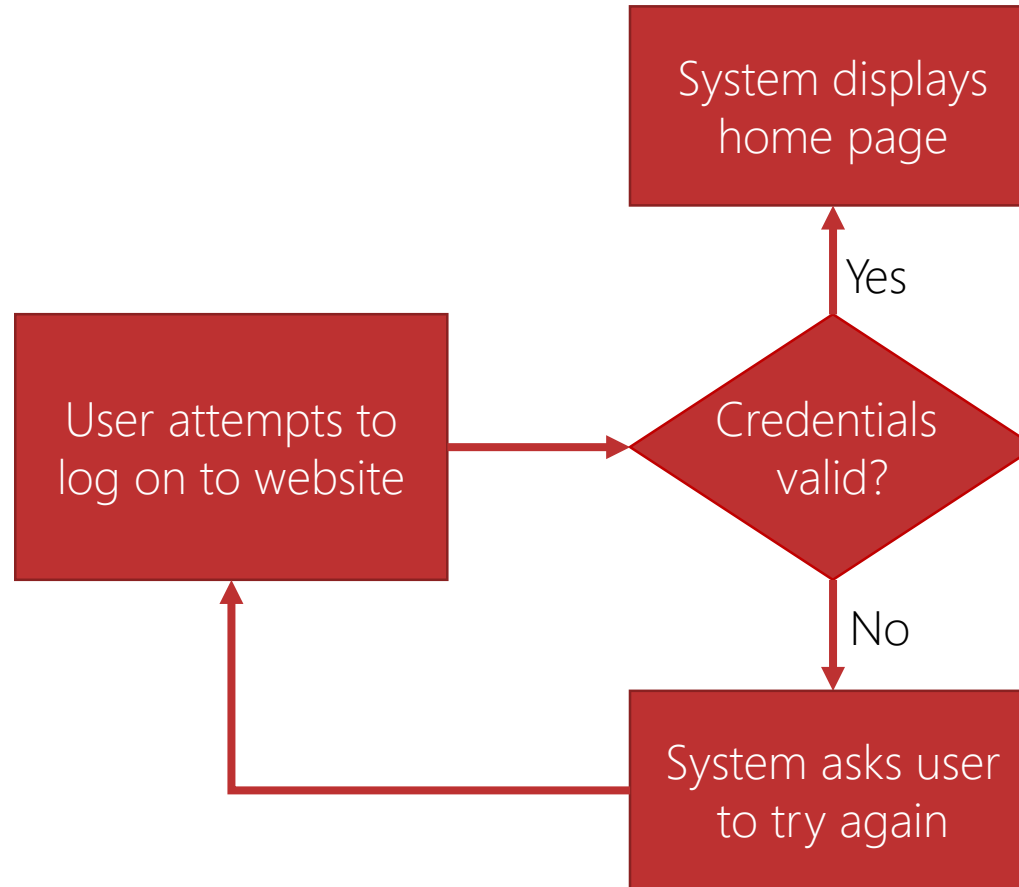 System displays
home page
Yes
User attempts to
log on to website
Credentials
valid?
No
System asks user
to try again